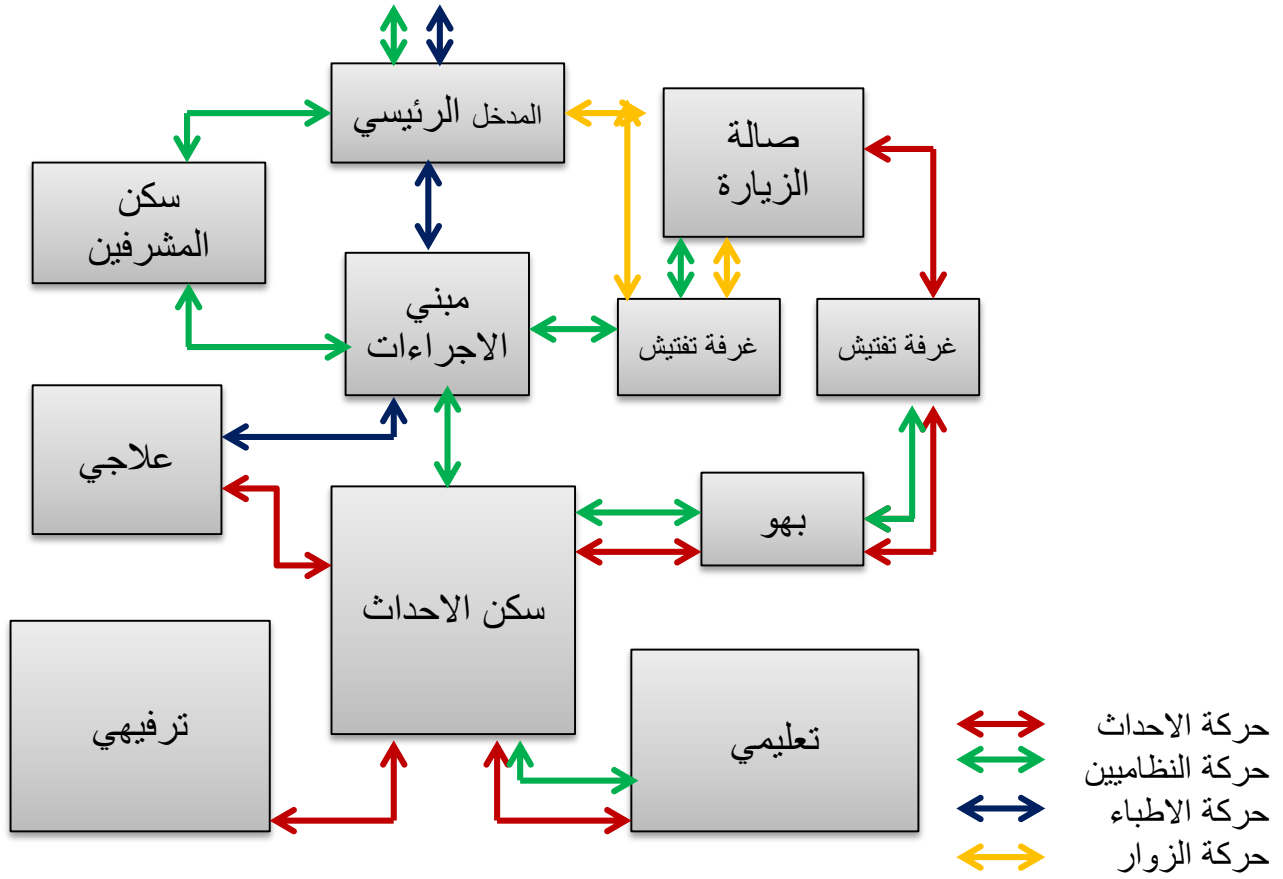 المدخل الرئيسي
صالة
الزيارة
سكن
المشرفين
مبني
الاجراءات
غرفة تفتيش
غرفة تفتيش
علاجي
بهو
سكن الاحداث
ترفيهي
تعليمي
حركة الاحداث
حركة النظاميين
حركة الاطباء
حركة الزوار